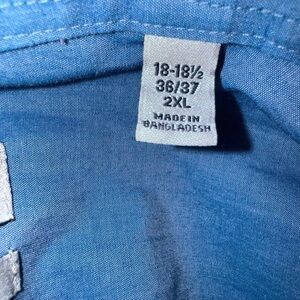 18-18½
36/37
2XL
MADE IN
BANGLADESH